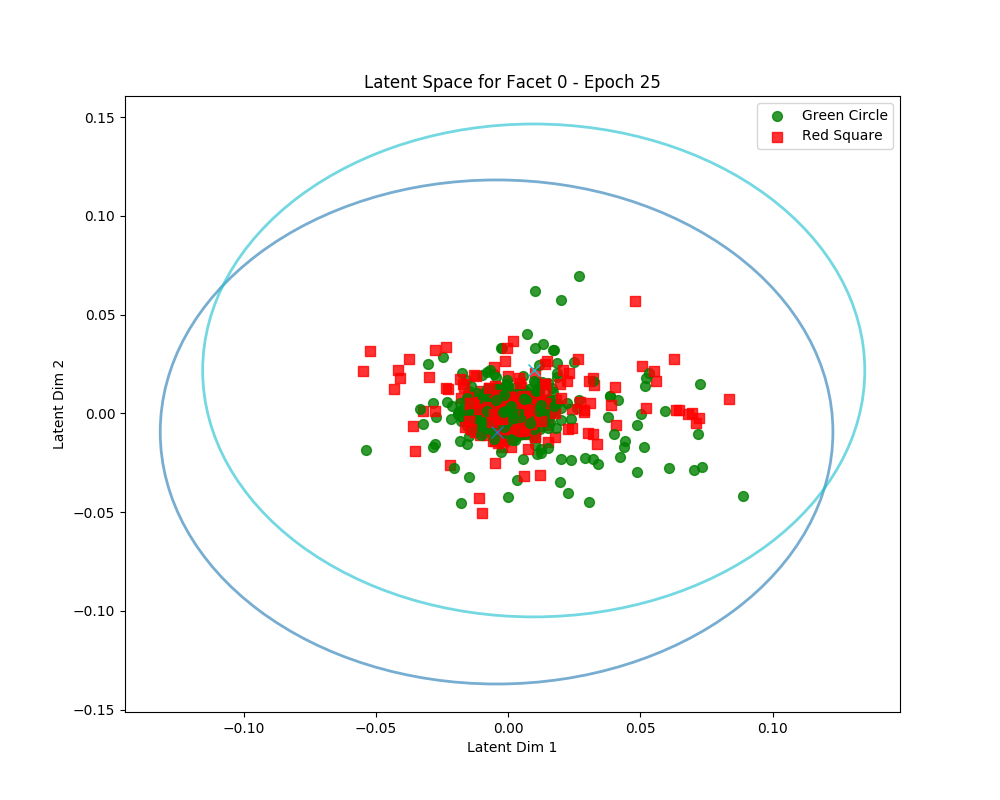 Latent Space for Facet 0 - Epoch 25
Green Circle
Red Square
0.15
0.10
0.05
0.00
−0.05
−0.10
−0.15
Latent Dim 2
−0.10
−0.05
0.00
0.05
0.10
Latent Dim 1